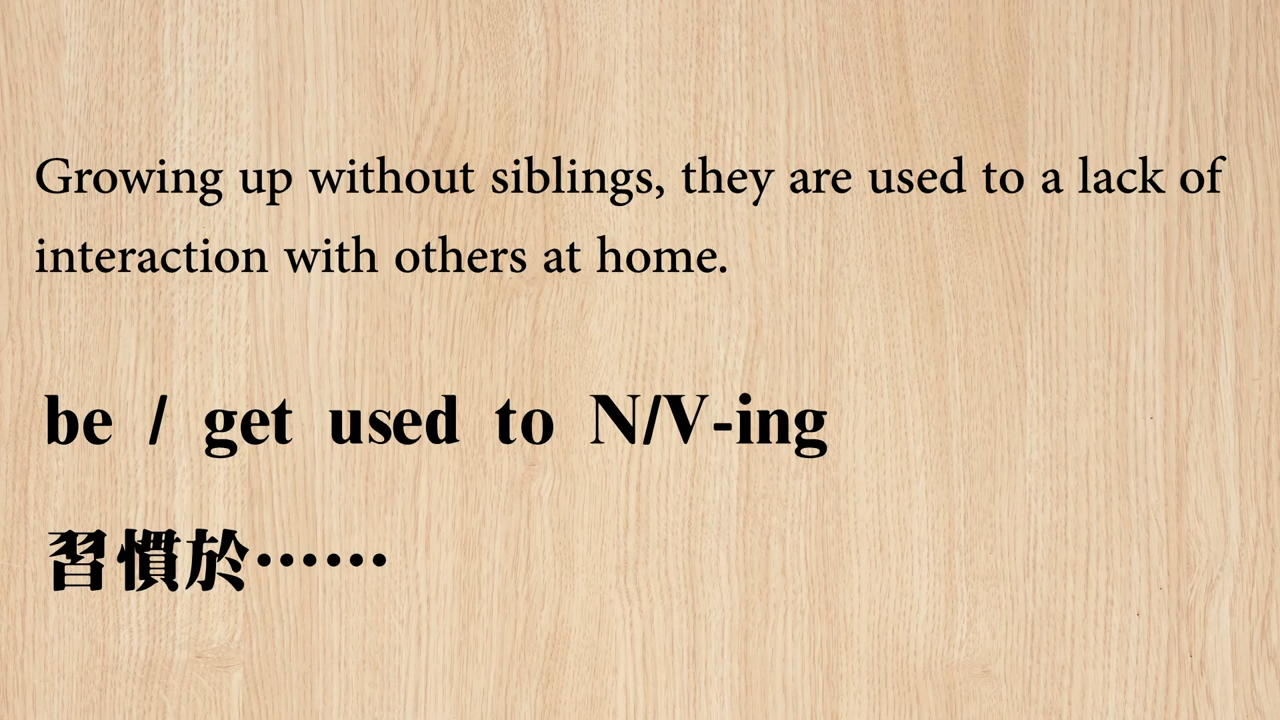 Growing up without siblings, they are used to a lack of
interaction with others at home.
be / get used to N/V-ing
習慣於⋯⋯